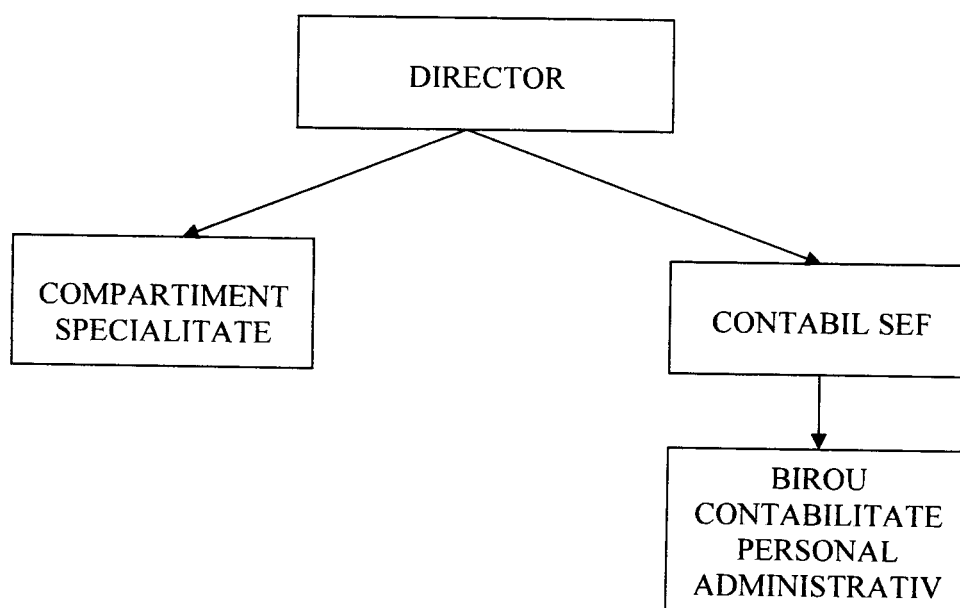 DIRECTOR
COMPARTIMENT
SPECIALITATE
CONTABIL SEF
BIROU
CONTABILITATE
PERSONAL
ADMINISTRATIV